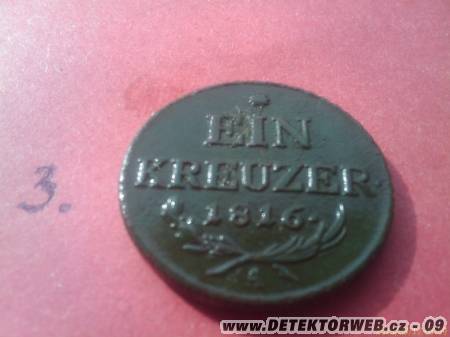 3.
EIN
KREUZER.
·1816·
A
www.DETEKTORWEB.cz - 09